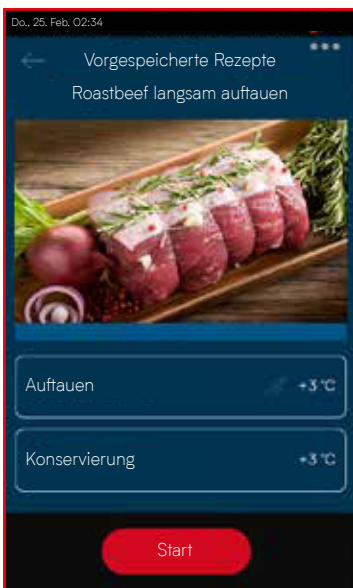 Do., 25. Feb. 02:34
Vorgespeicherte Rezepte
Roastbeef langsam auftauen
Auftauen +3 °C
Konservierung +3 °C
Start